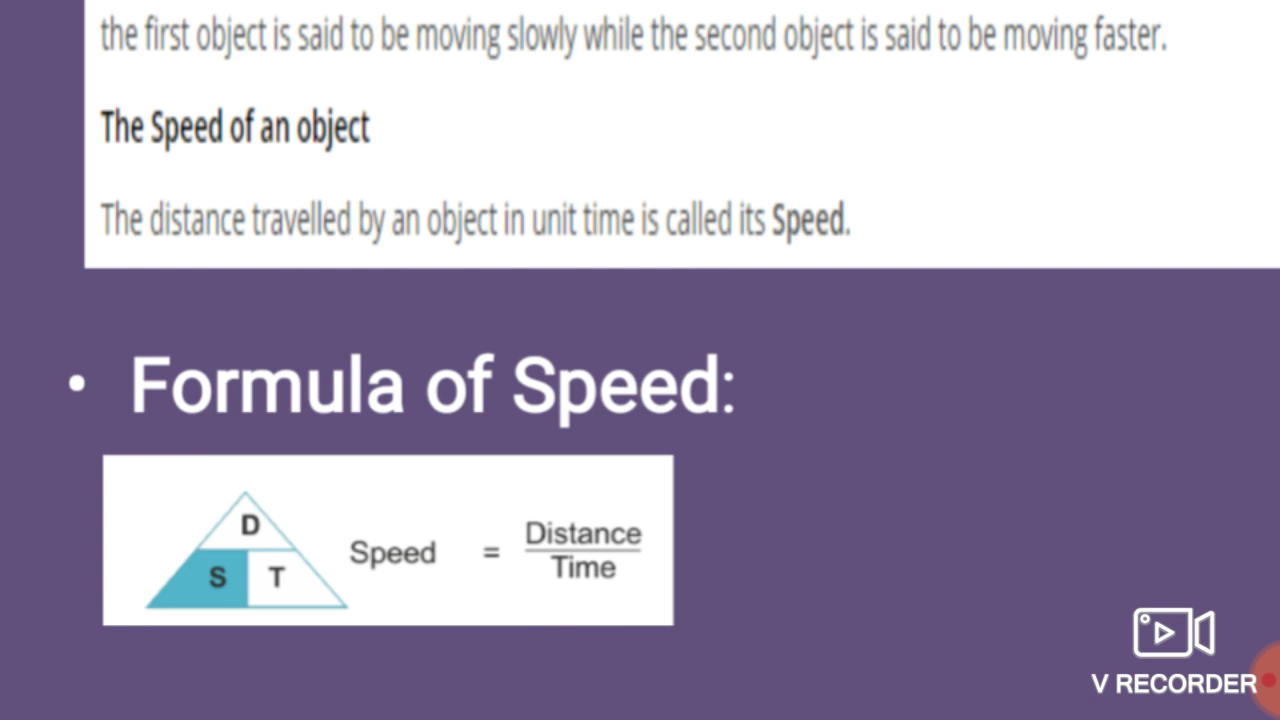 the first object is said to be moving slowly while the second object is said to be moving faster.
The Speed of an object
The distance travelled by an object in unit time is called its Speed.
• Formula of Speed:
D
S T
Speed = Distance
Time
V RECORDER